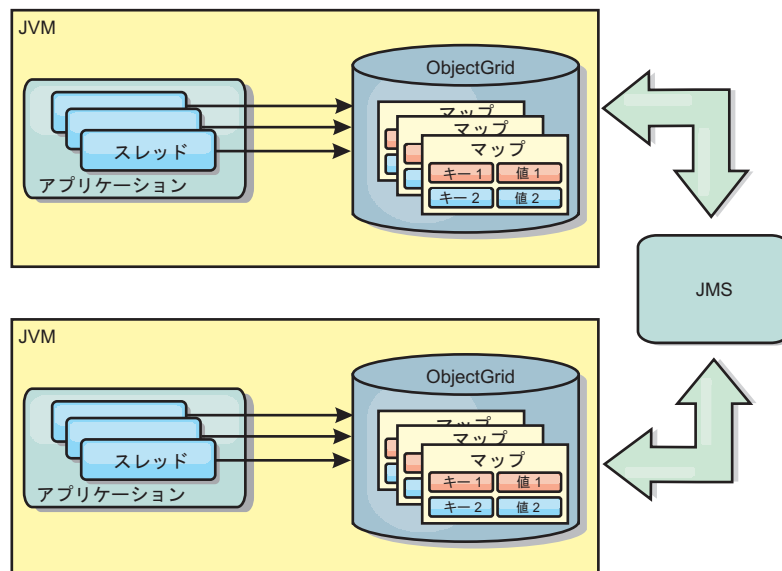 JVM
ObjectGrid
マップ
マップ
マップ
スレッド
キー 1
値 1
キー 2
値 2
アプリケーション
JMS
JVM
ObjectGrid
マップ
マップ
マップ
スレッド
キー 1
値 1
キー 2
値 2
アプリケーション